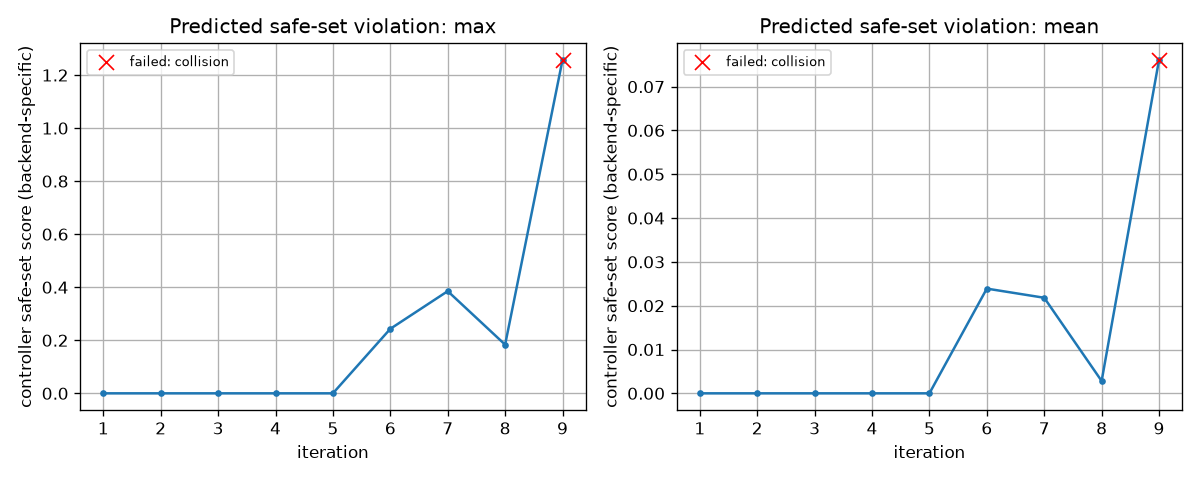 Predicted safe-set violation: max
controller safe-set score (backend-specific)
failed: collision
1.2
1.0
0.8
0.6
0.4
0.2
0.0
1 2 3 4 5 6 7 8 9
iteration
Predicted safe-set violation: mean
controller safe-set score (backend-specific)
failed: collision
0.07
0.06
0.05
0.04
0.03
0.02
0.01
0.00
1 2 3 4 5 6 7 8 9
iteration